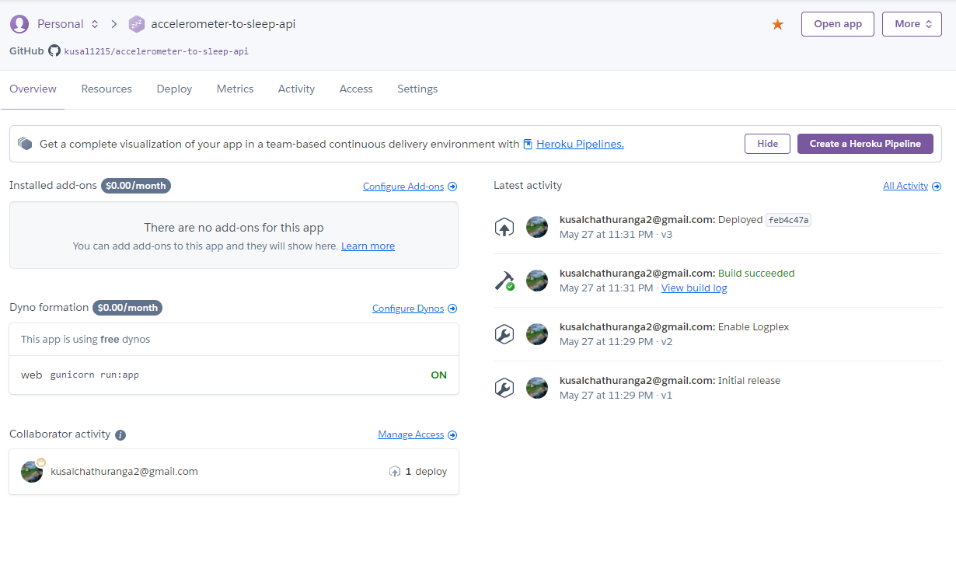 Personal accelerometer-to-sleep-api
Open app More
GitHub kusal1215/accelerometer-to-sleep-api
Overview Resources Deploy Metrics Activity Access Settings
Get a complete visualization of your app in a team-based continuous delivery environment with Heroku Pipelines.
Hide Create a Heroku Pipeline
Installed add-ons $0.00/month Configure Add-ons
There are no add-ons for this app
You can add add-ons to this app and they will show here. Learn more
Dyno formation $0.00/month Configure Dynos
This app is using free dynos
web gunicorn run:app ON
Collaborator activity Manage Access
kusalchathuranga2@gmail.com 1 deploy
Latest activity All Activity
kusalchathuranga2@gmail.com: Deployed feb4c47a
May 27 at 11:31 PM · v3
kusalchathuranga2@gmail.com: Build succeeded
May 27 at 11:31 PM · View build log
kusalchathuranga2@gmail.com: Enable Logplex
May 27 at 11:29 PM · v2
kusalchathuranga2@gmail.com: Initial release
May 27 at 11:29 PM · v1